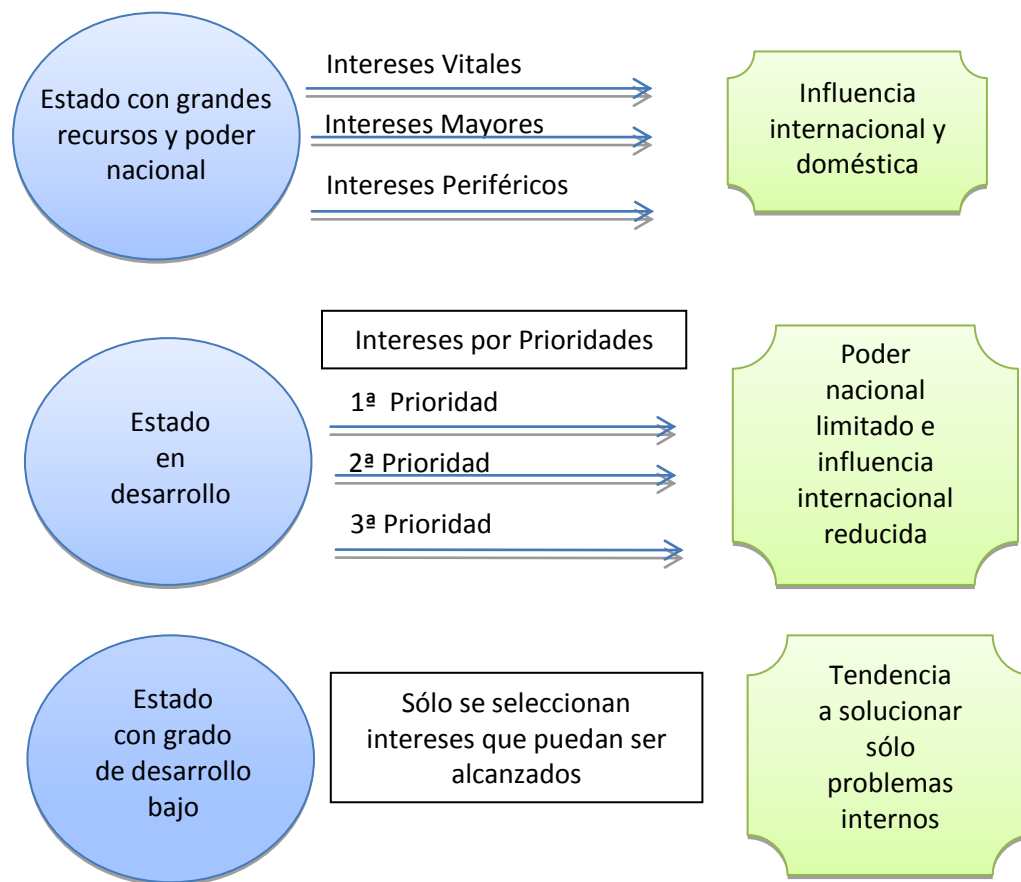 Estado con grandes
recursos y poder
nacional
Intereses Vitales
Intereses Mayores
Intereses Periféricos
Influencia
internacional y
doméstica
Estado
en
desarrollo
Intereses por Prioridades
1ª  Prioridad
2ª Prioridad
3ª Prioridad
Poder
nacional
limitado e
influencia
internacional
reducida
Estado
con grado
de desarrollo
bajo
Sólo se seleccionan
intereses que puedan ser
alcanzados
Tendencia
a solucionar
sólo
problemas
internos